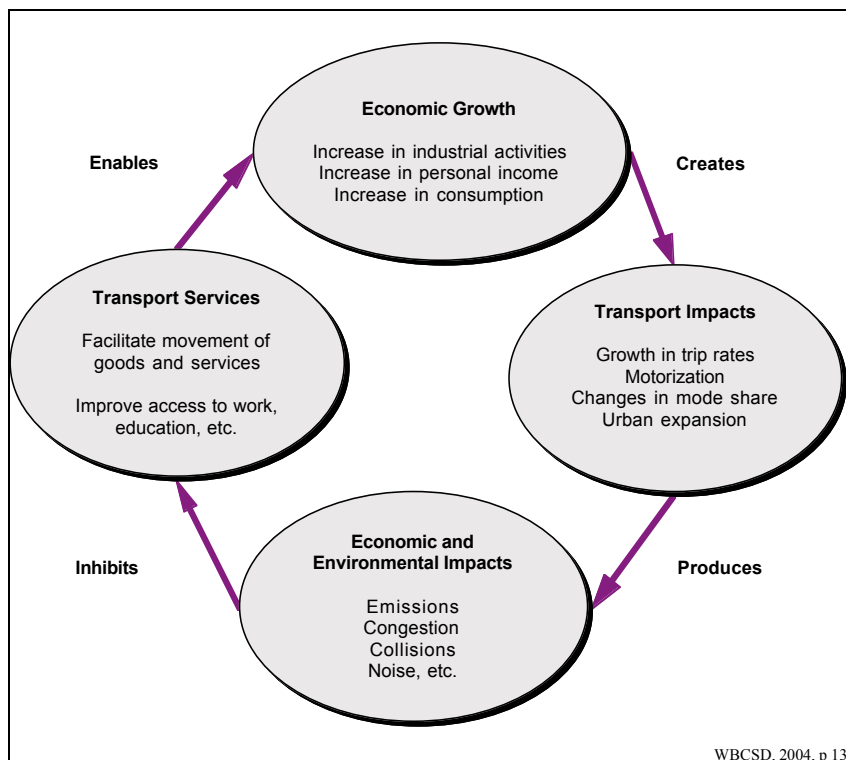 Economic Growth
Increase in industrial activities
Increase in personal income
Increase in consumption
Enables
Creates
Transport Services
Facilitate movement of
goods and services
Improve access to work,
education, etc.
Transport Impacts
Growth in trip rates
Motorization
Changes in mode share
Urban expansion
Inhibits
Economic and
Environmental Impacts
Emissions
Congestion
Collisions
Noise, etc.
Produces
WBCSD, 2004, p 13